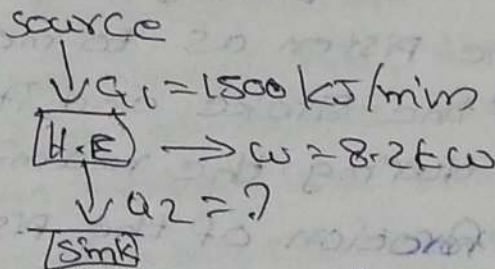 source
Q1 = 1500 kJ/min
H.E → W = 8.2 kW
Q2 = ?
sink